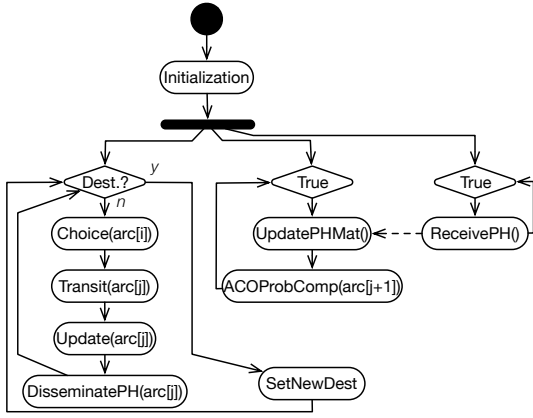 Initialization
Dest.?
y
True
True
n
Choice(arc[i])
UpdatePHMat()
ReceivePH()
Transit(arc[j])
ACOProbComp(arc[j+1])
Update(arc[j])
DisseminatePH(arc[j])
SetNewDest